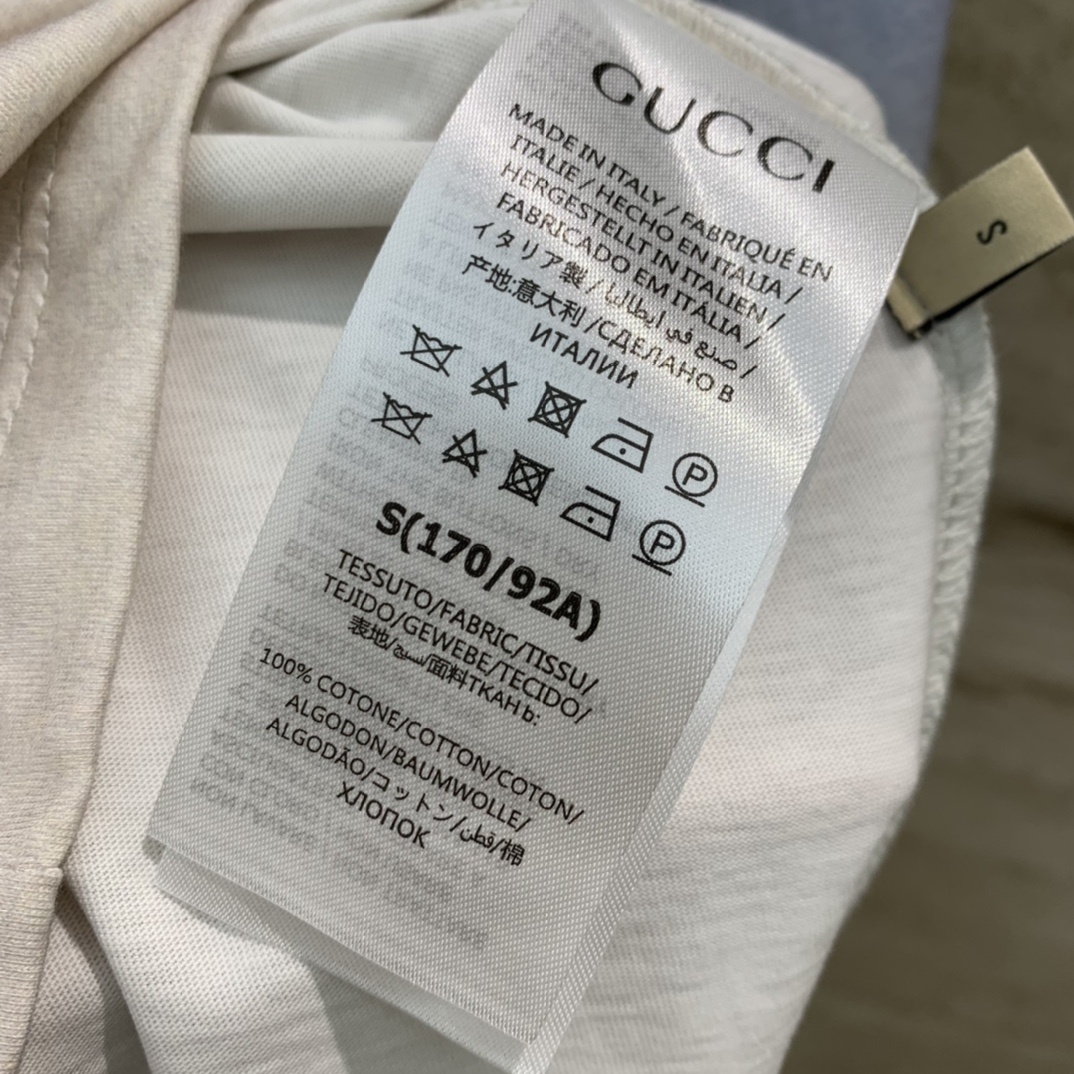 GUCCI
MADE IN ITALY / FABRIQUÉ EN
ITALIE / HECHO EN ITALIA /
HERGESTELLT IN ITALIEN /
FABRICADO EM ITÁLIA /
イタリア製 / صنع في ايطاليا /
产地:意大利 /СДЕЛАНО В
ИТАЛИИ
P
P
S(170/92A)
TESSUTO/FABRIC/TISSU/
TEJIDO/GEWEBE/TECIDO/
表地/نسيج/面料ТКАНЬ:
100% COTONE/COTTON/COTON/
ALGODON/BAUMWOLLE/
ALGODÃO/コットン/قطن/棉
ХЛОПОК
S